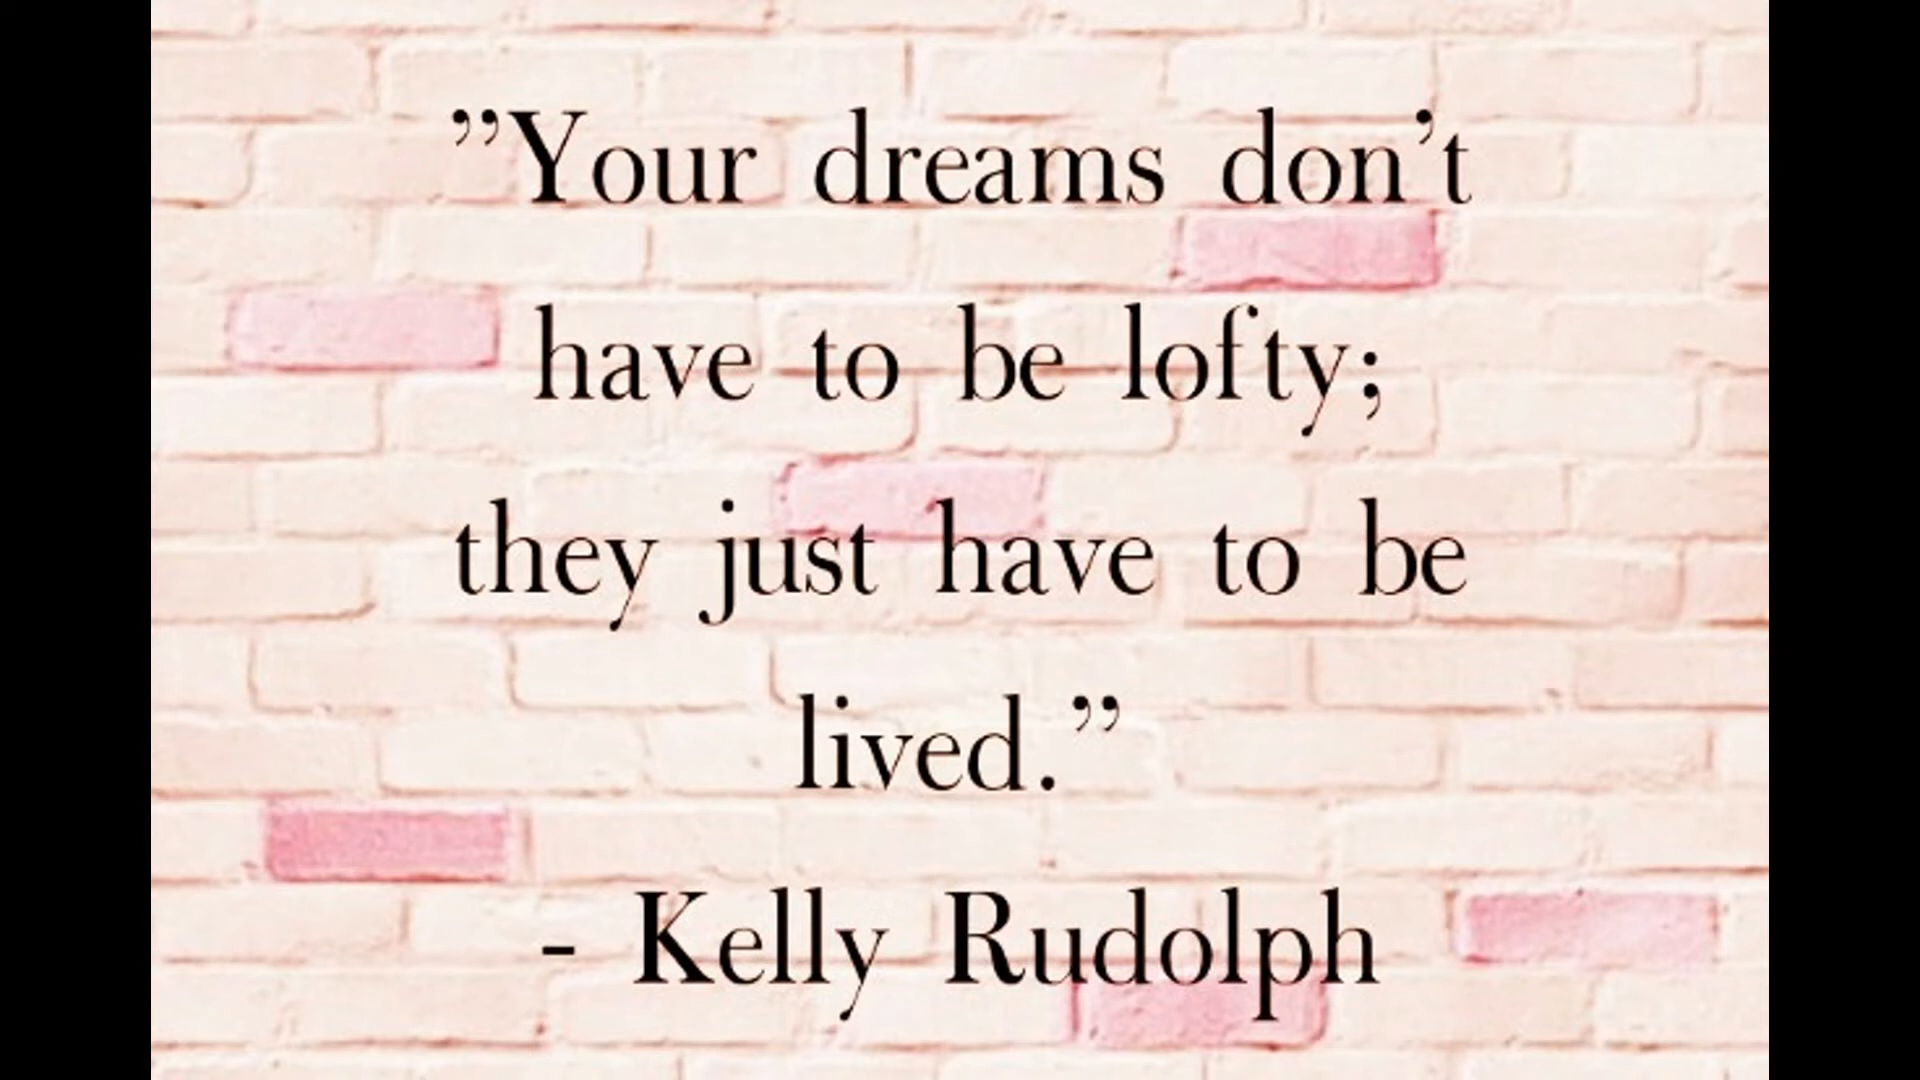 ”Your dreams don’t
have to be lofty;
they just have to be
lived.”
- Kelly Rudolph